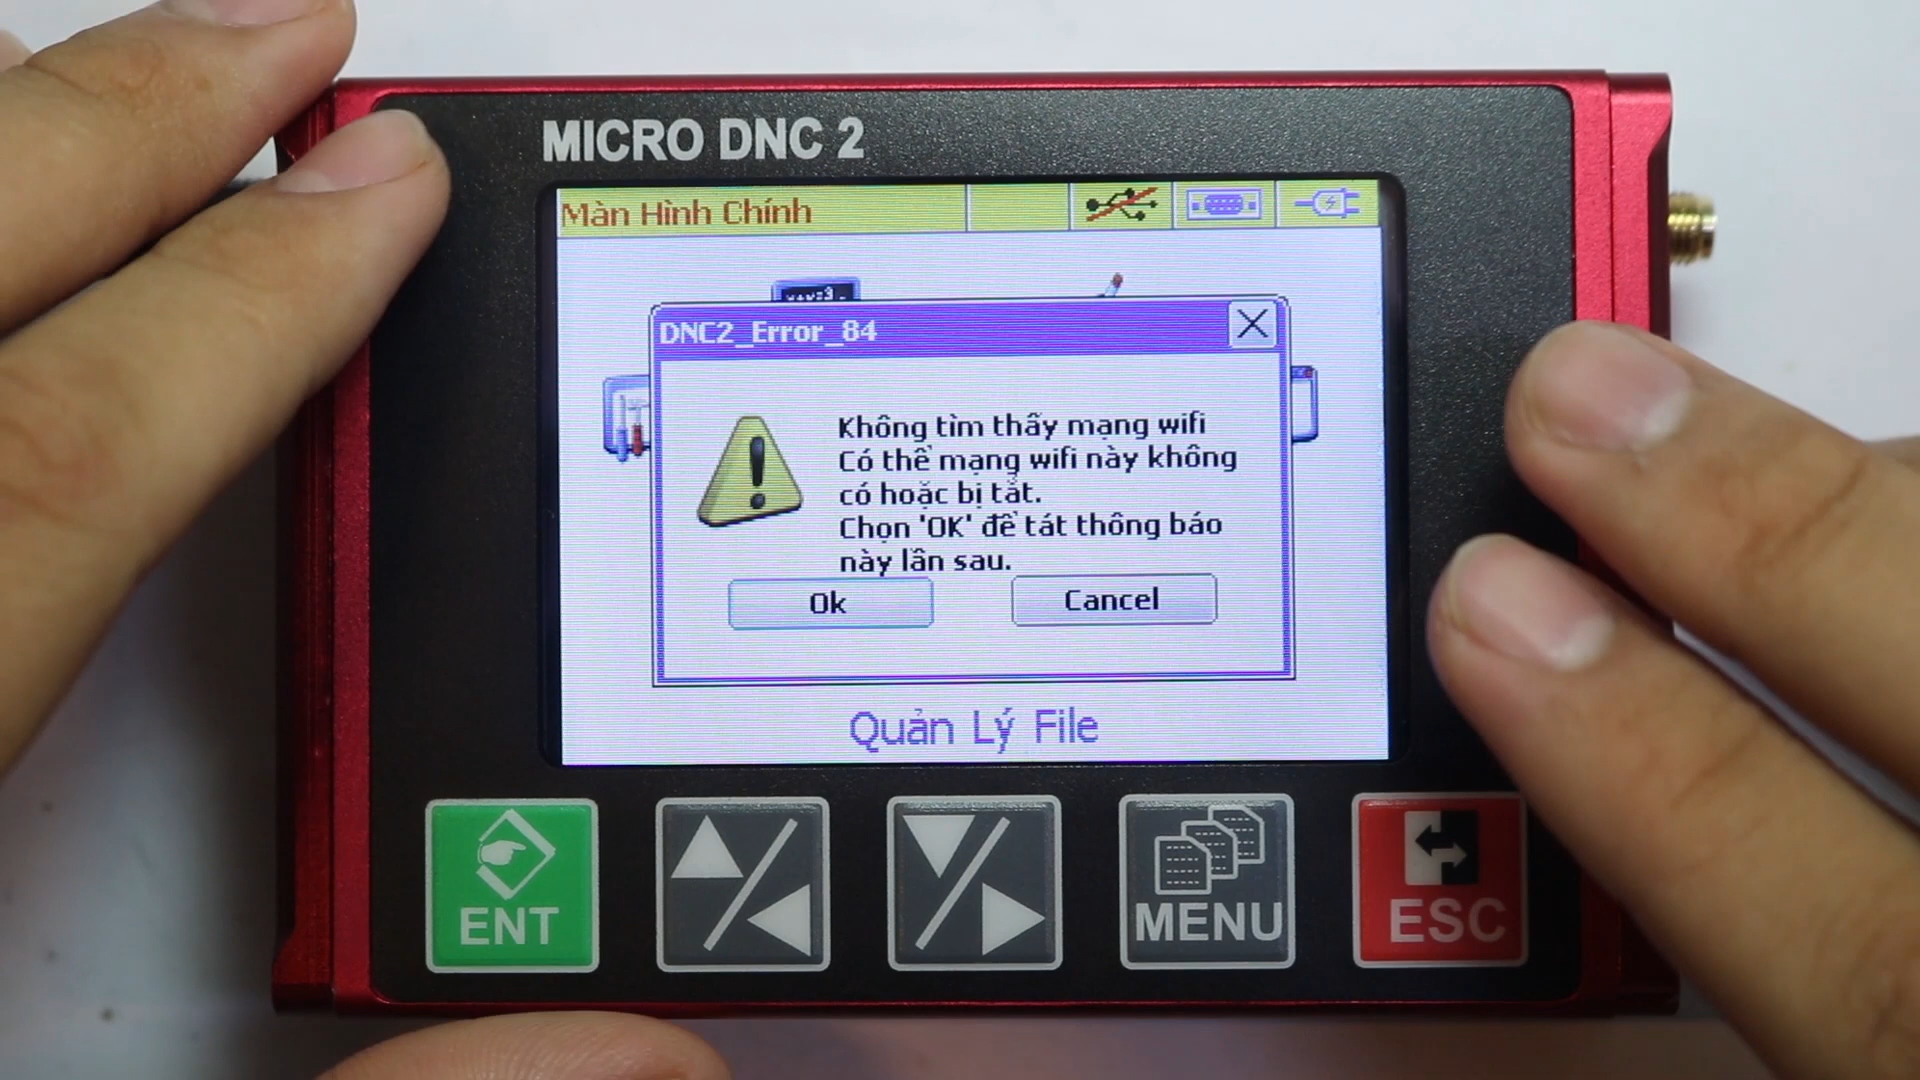 MICRO DNC 2
Màn Hình Chính
DNC2_Error_84
Không tìm thấy mạng wifi
Có thể mạng wifi này không
có hoặc bị tắt.
Chọn 'OK' để tát thông báo
này lần sau.
Ok
Cancel
Quản Lý File
ENT
MENU
ESC